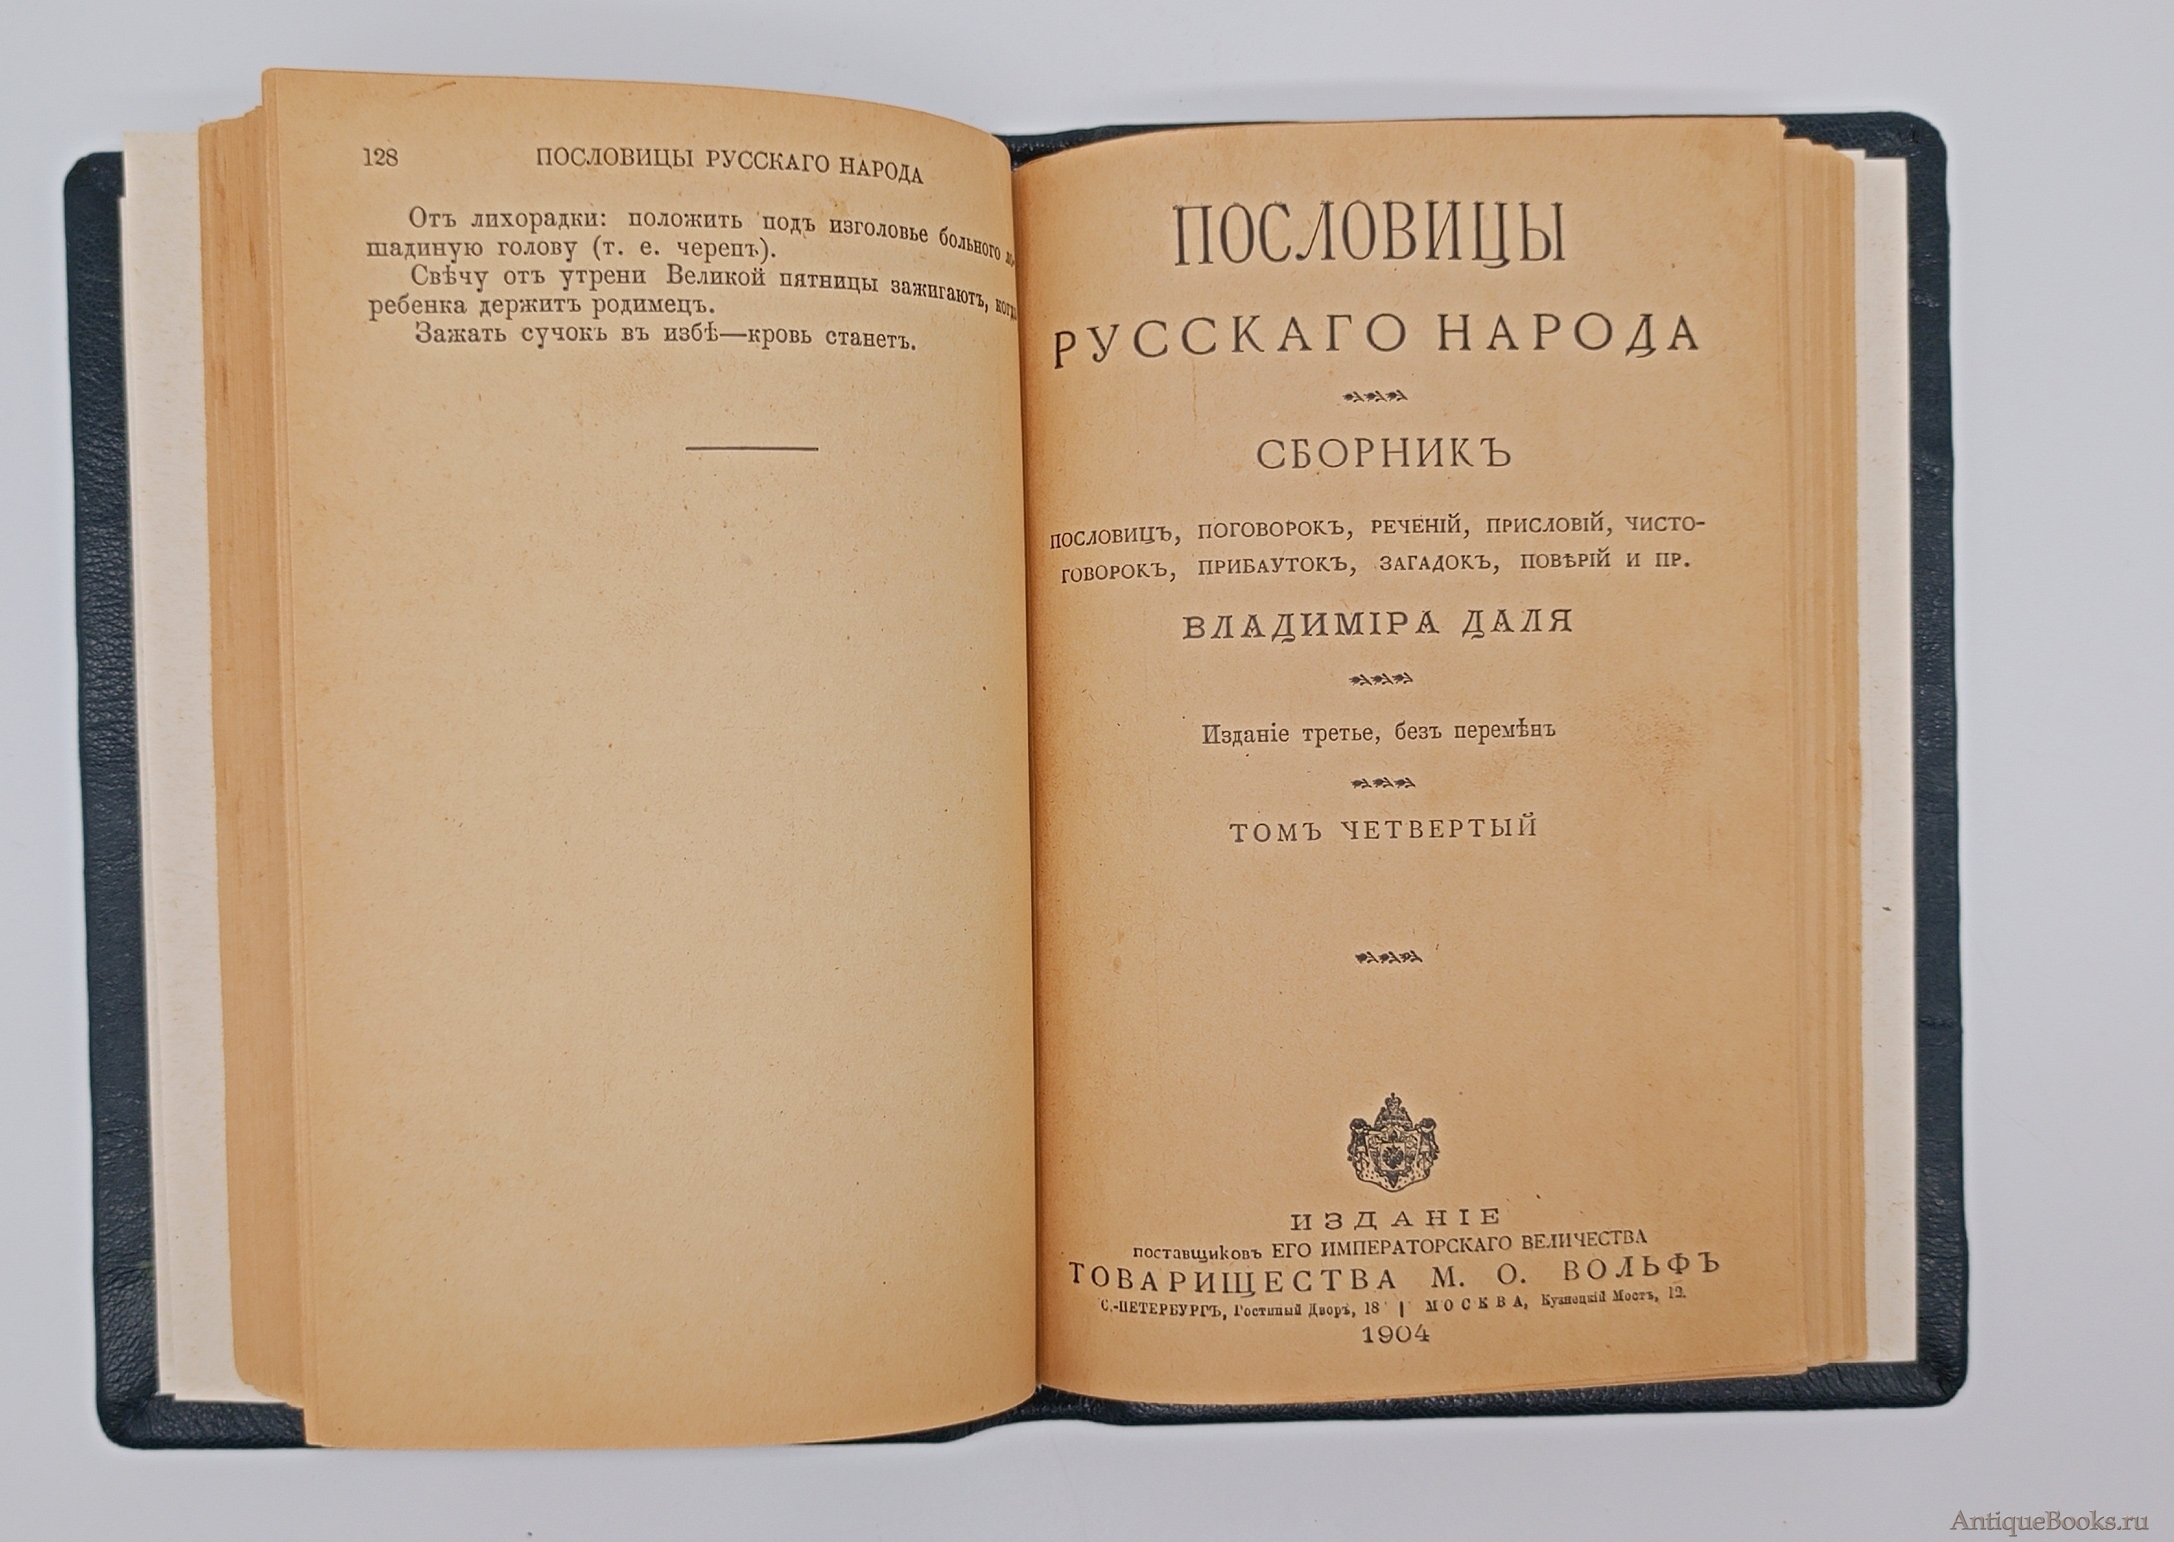 128 ПОСЛОВИЦЫ РУССКАГО НАРОДА
Отъ лихорадки: положить подъ изголовье больного ло-
шадиную голову (т. е. черепъ).
Свѣчу отъ утрени Великой пятницы зажигаютъ, когда
ребенка держитъ родимецъ.
Зажать сучокъ въ избѣ—кровь станетъ.
ПОСЛОВИЦЫ
РУССКАГО НАРОДА
СБОРНИКЪ
ПОСЛОВИЦЪ, ПОГОВОРОКЪ, РЕЧЕНІЙ, ПРИСЛОВІЙ, ЧИСТО-
ГОВОРОКЪ, ПРИБАУТОКЪ, ЗАГАДОКЪ, ПОВѢРІЙ И ПР.
ВЛАДИМІРА ДАЛЯ
Изданіе третье, безъ перемѣнъ
ТОМЪ ЧЕТВЕРТЫЙ
ИЗДАНІЕ
поставщиковъ ЕГО ИМПЕРАТОРСКАГО ВЕЛИЧЕСТВА
ТОВАРИЩЕСТВА М. О. ВОЛЬФЪ
С.-ПЕТЕРБУРГЪ, Гостиный Дворъ, 18 | МОСКВА, Кузнецкій Мостъ, 12.
1904
AntiqueBooks.ru